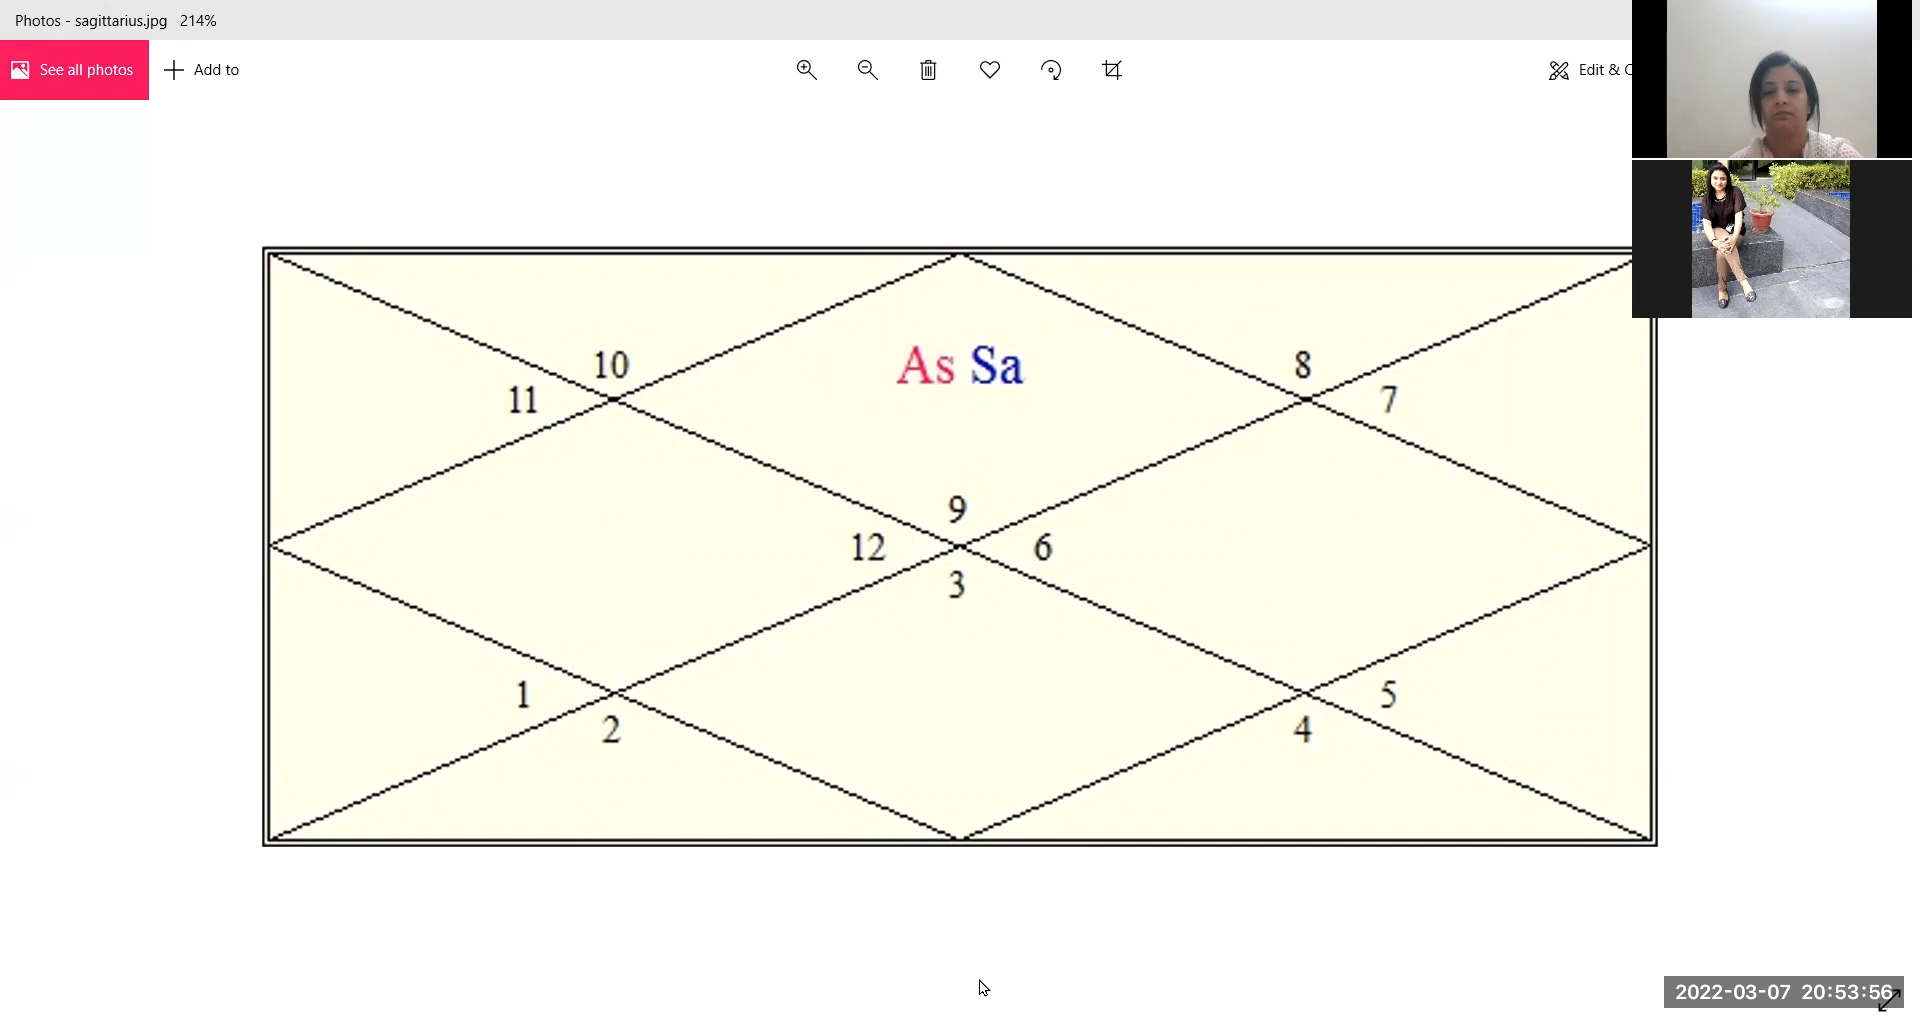 Photos - sagittarius.jpg 214%
See all photos
Add to
Edit & C
10
As Sa
8
11
7
9
12
6
3
1
5
2
4
2022-03-07 20:53:56